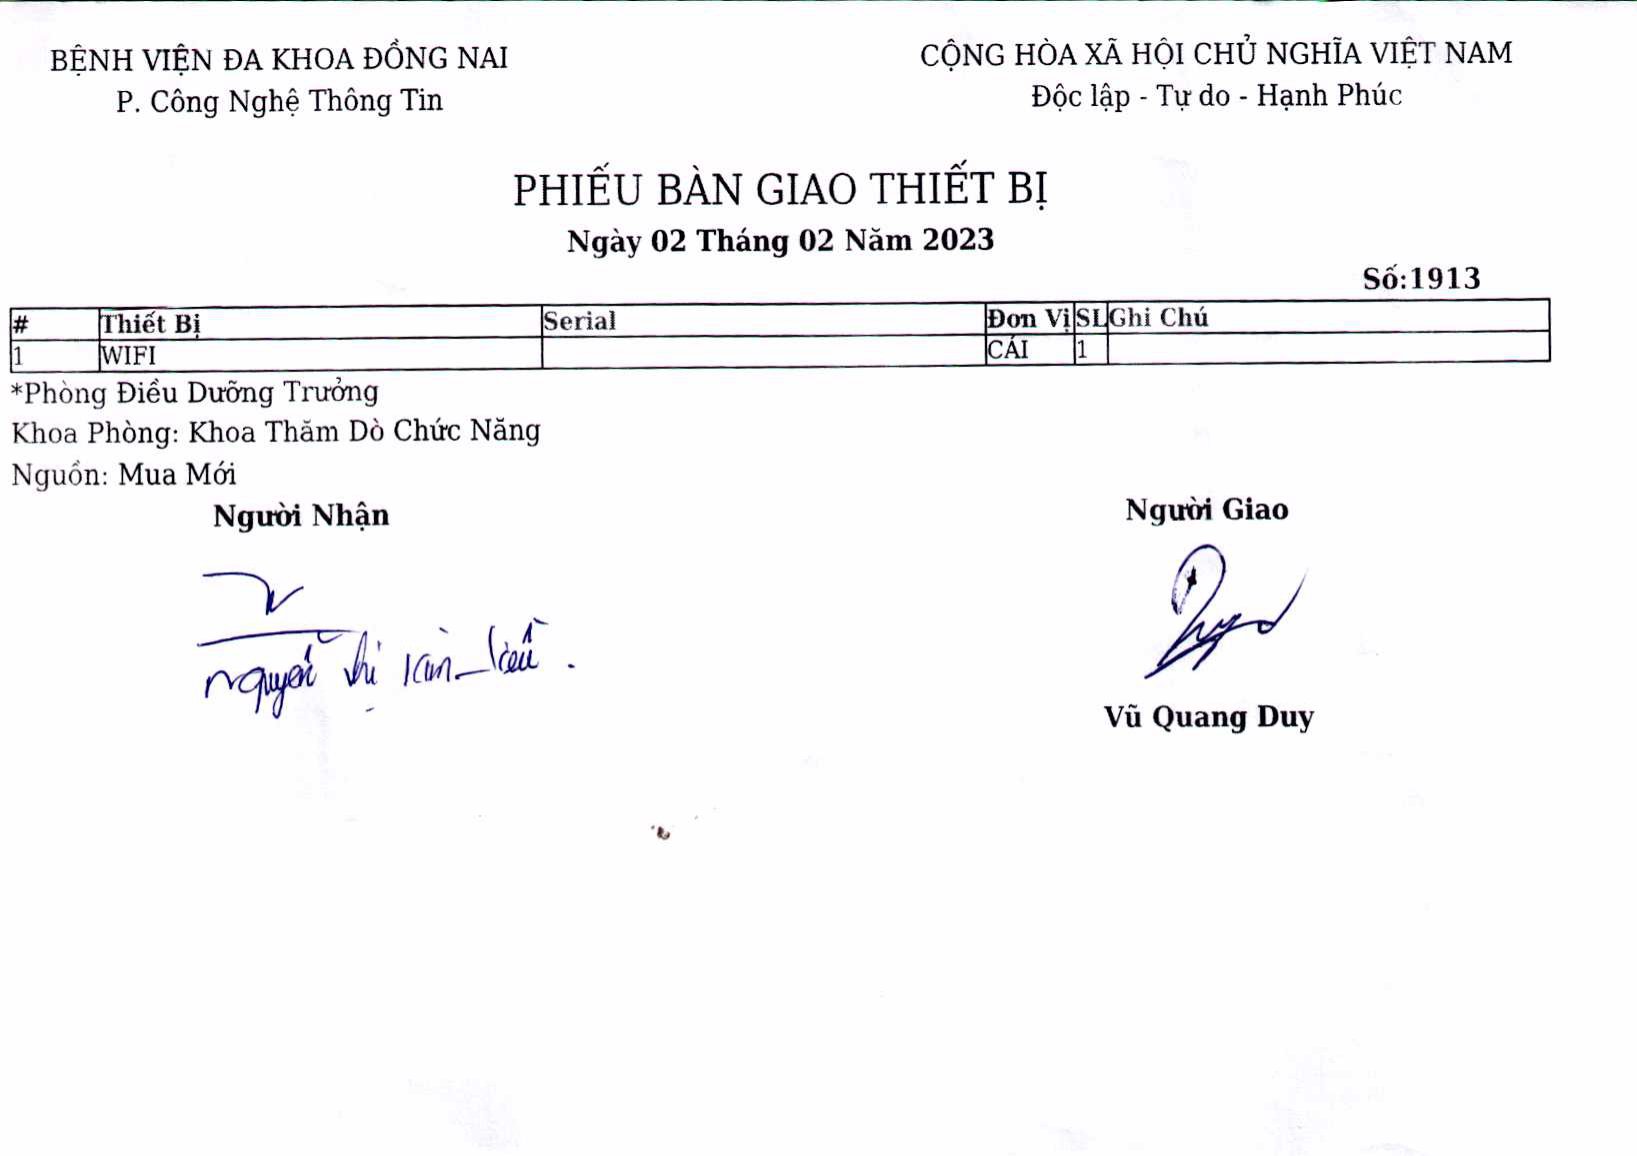 BỆNH VIỆN ĐA KHOA ĐỒNG NAI
P. Công Nghệ Thông Tin
CỘNG HÒA XÃ HỘI CHỦ NGHĨA VIỆT NAM
Độc lập - Tự do - Hạnh Phúc
PHIẾU BÀN GIAO THIẾT BỊ
Ngày 02 Tháng 02 Năm 2023
Số:1913
# Thiết Bị Serial Đơn Vị SL Ghi Chú
1 WIFI CÁI 1
*Phòng Điều Dưỡng Trưởng
Khoa Phòng: Khoa Thăm Dò Chức Năng
Nguồn: Mua Mới
Người Nhận
Người Giao
Nguyễn Thị
Vũ Quang Duy